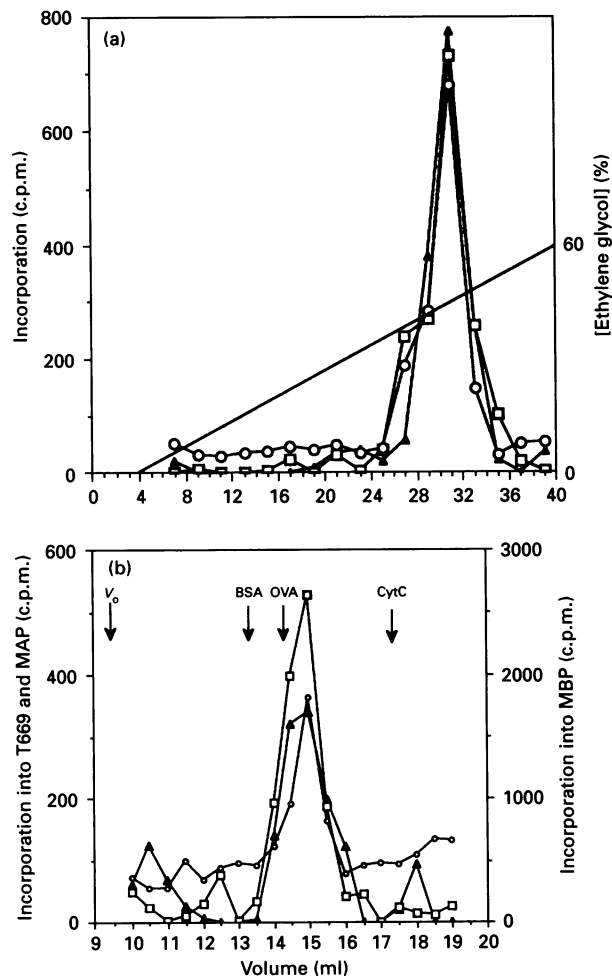 (a)
Incorporation (c.p.m.)
800
600
400
200
0
[Ethylene glycol] (%)
60
0
0 4 8 12 16 20 24 28 32 36 40
(b)
Incorporation into T669 and MAP (c.p.m.)
600
400
200
0
Vo
BSA
OVA
CytC
Incorporation into MBP (c.p.m.)
3000
2000
1000
0
9 10 11 12 13 14 15 16 17 18 19 20
Volume (ml)